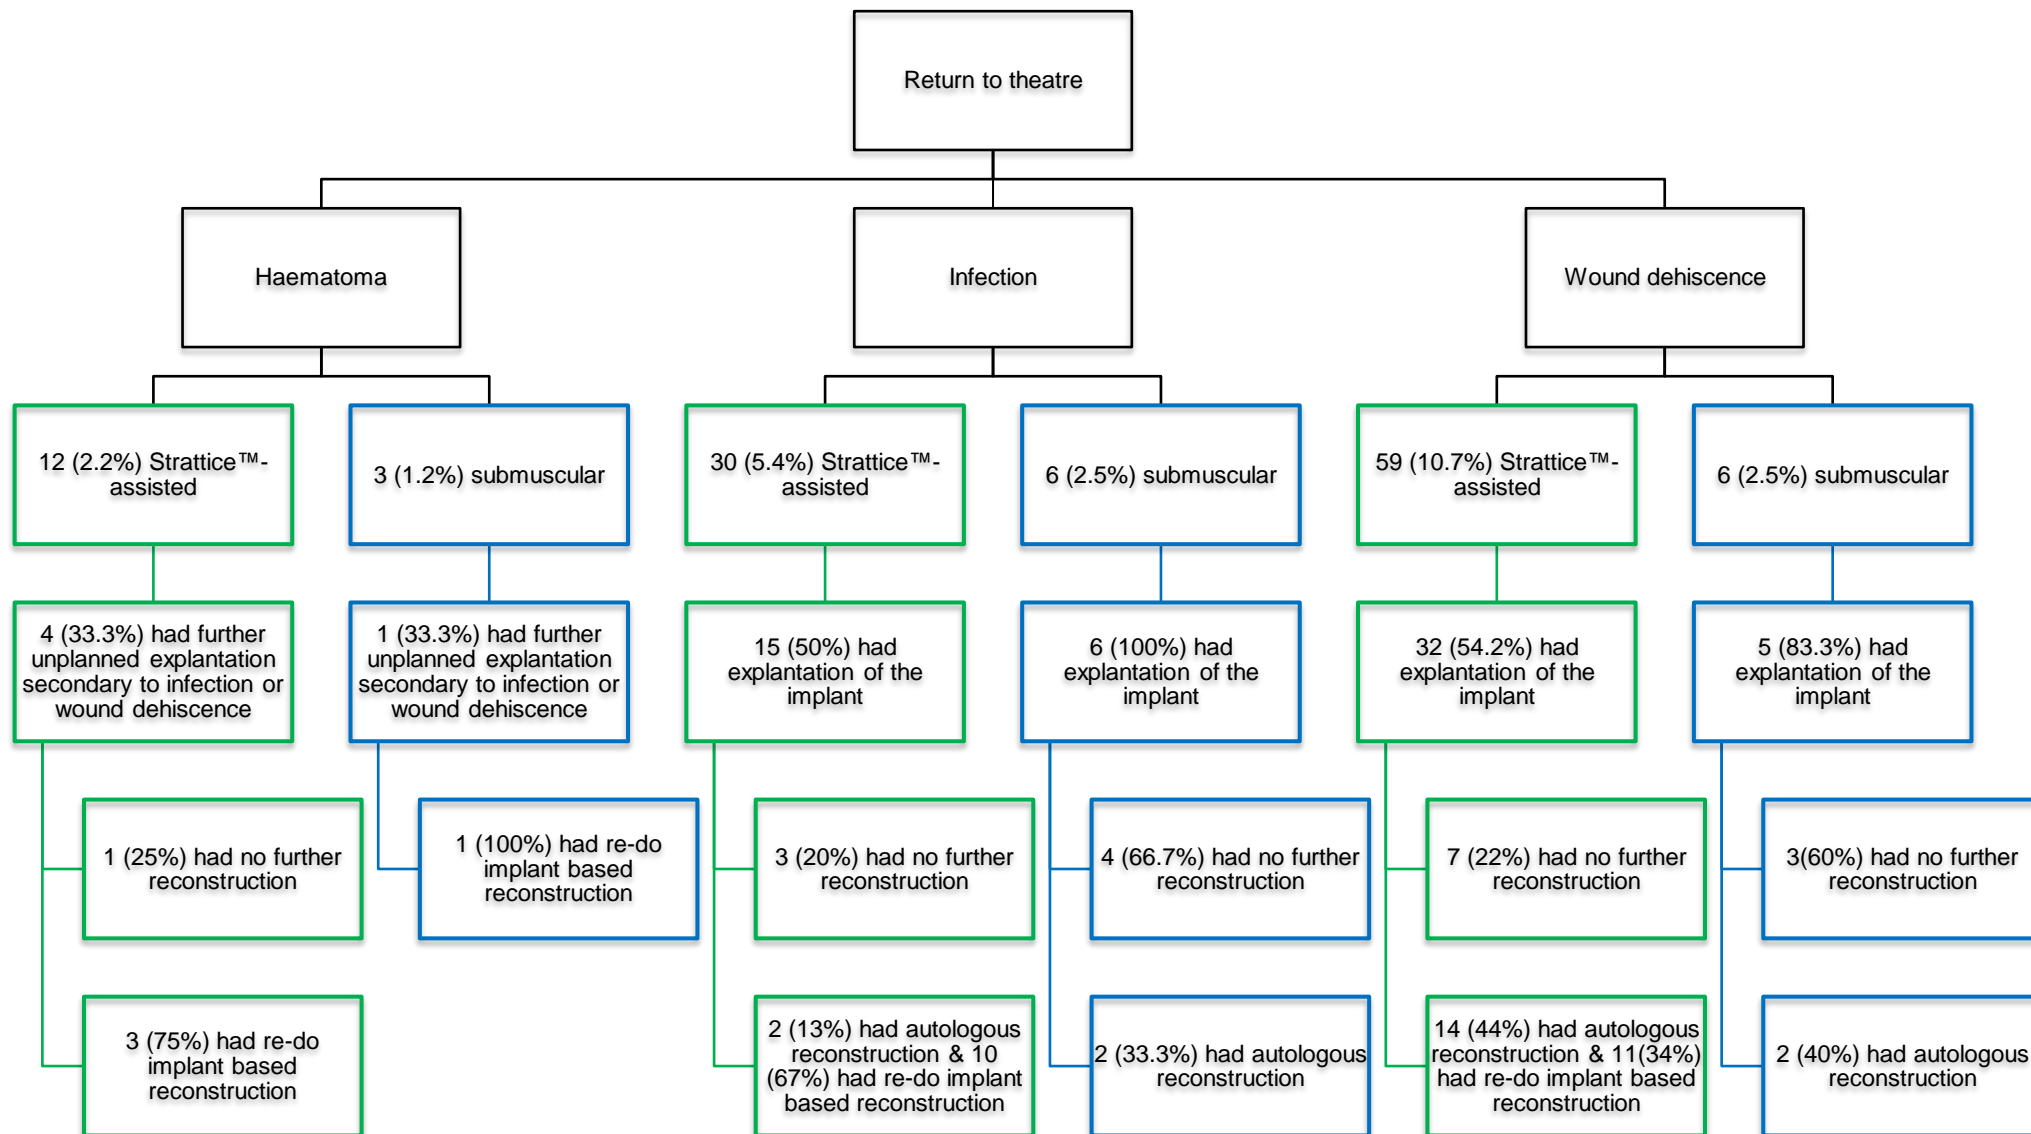 Return to theatre
Haematoma
Infection
Wound dehiscence
12 (2.2%) Strattice™-
assisted
3 (1.2%) submuscular
30 (5.4%) Strattice™-
assisted
6 (2.5%) submuscular
59 (10.7%) Strattice™-
assisted
6 (2.5%) submuscular
4 (33.3%) had further
unplanned explantation
secondary to infection or
wound dehiscence
1 (33.3%) had further
unplanned explantation
secondary to infection or
wound dehiscence
15 (50%) had
explantation of the
implant
6 (100%) had
explantation of the
implant
32 (54.2%) had
explantation of the
implant
5 (83.3%) had
explantation of the
implant
1 (25%) had no further
reconstruction
1 (100%) had re-do
implant based
reconstruction
3 (20%) had no further
reconstruction
4 (66.7%) had no further
reconstruction
7 (22%) had no further
reconstruction
3(60%) had no further
reconstruction
3 (75%) had re-do
implant based
reconstruction
2 (13%) had autologous
reconstruction & 10
(67%) had re-do implant
based reconstruction
2 (33.3%) had autologous
reconstruction
14 (44%) had autologous
reconstruction & 11(34%)
had re-do implant based
reconstruction
2 (40%) had autologous
reconstruction